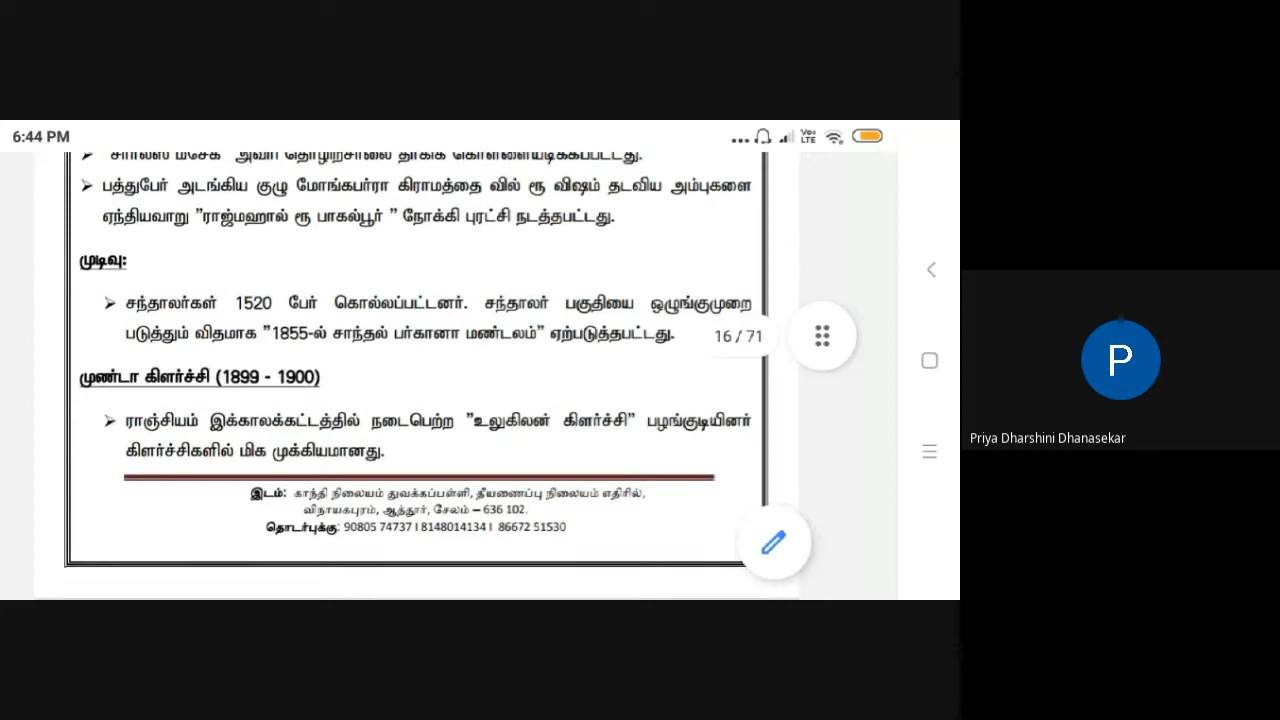 6:44 PM
Vo) LTE
பத்துபேர் அடங்கிய குழு மோங்கபர்ரா கிராமத்தை வில் ரூ விஷம் தடவிய அம்புகளை
ஏந்தியவாறு "ராஜ்மஹால் ரூ பாகல்பூர் " நோக்கி புரட்சி நடத்தபட்டது.
முடிவு:
சந்தாலர்கள் 1520 பேர் கொல்லப்பட்டனர். சந்தாலர் பகுதியை ஒழுங்குமுறை
படுத்தும் விதமாக "1855-ல் சாந்தல் பர்கானா மண்டலம்" ஏற்படுத்தபட்டது.
16 / 71
முண்டா கிளர்ச்சி (1899 - 1900)
ராஞ்சியம் இக்காலக்கட்டத்தில் நடைபெற்ற "உலுகிலன் கிளர்ச்சி" பழங்குடியினர்
கிளர்ச்சிகளில் மிக முக்கியமானது.
இடம்: காந்தி நிலையம் துவக்கப்பள்ளி, தீயணைப்பு நிலையம் எதிரில்,
விநாயகபுரம், ஆத்தூர், சேலம் – 636 102.
தொடர்புக்கு: 90805 74737 I 8148014134 I 86672 51530
P
Priya Dharshini Dhanasekar